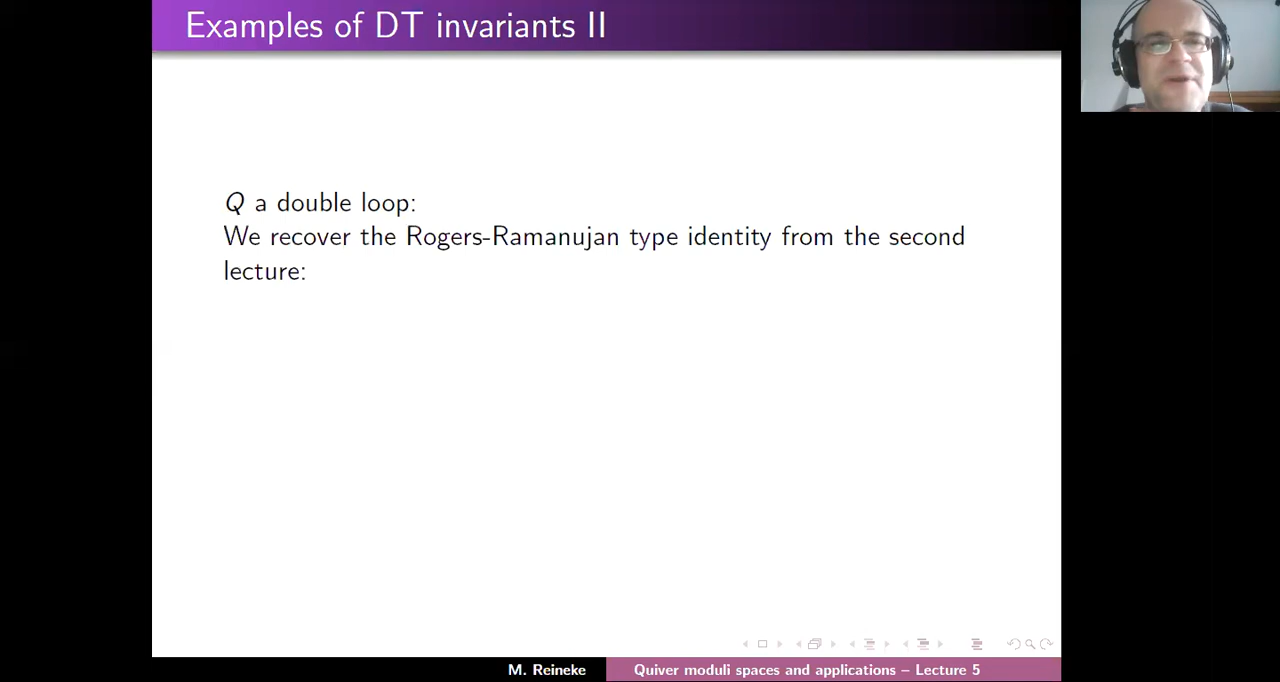 Examples of DT invariants II
Q a double loop:
We recover the Rogers-Ramanujan type identity from the second
lecture:
M. Reineke
Quiver moduli spaces and applications – Lecture 5